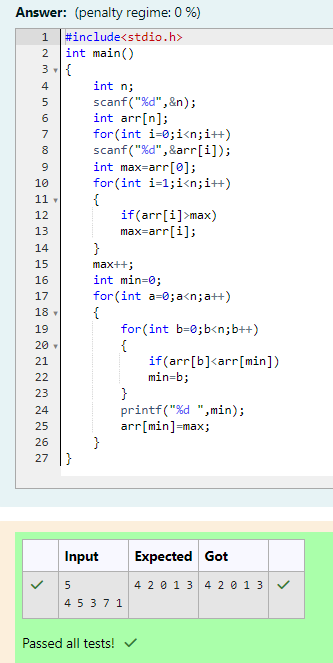 Answer: (penalty regime: 0 %)
1 #include<stdio.h>
2 int main()
3 {
4 int n;
5 scanf("%d",&n);
6 int arr[n];
7 for(int i=0;i<n;i++)
8 scanf("%d",&arr[i]);
9 int max=arr[0];
10 for(int i=1;i<n;i++)
11 {
12 if(arr[i]>max)
13 max=arr[i];
14 }
15 max++;
16 int min=0;
17 for(int a=0;a<n;a++)
18 {
19 for(int b=0;b<n;b++)
20 {
21 if(arr[b]<arr[min])
22 min=b;
23 }
24 printf("%d ",min);
25 arr[min]=max;
26 }
27 }
Input Expected Got
5 4 2 0 1 3 4 2 0 1 3
4 5 3 7 1
Passed all tests!